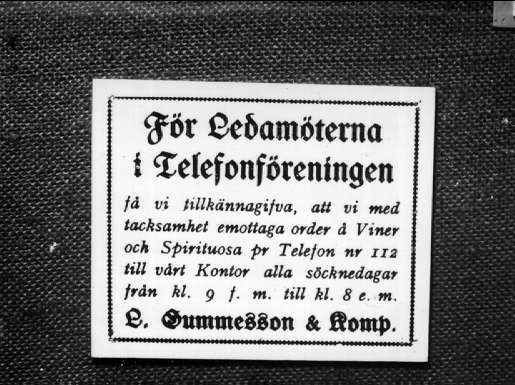 För Ledamöterna
i Telefonföreningen
få vi tillkännagifva, att vi med
tacksamhet emottaga order å Viner
och Spirituosa pr Telefon nr 112
till vårt Kontor alla söcknedagar
från kl. 9 f. m. till kl. 8 e. m.
L. Gummesson & Komp.